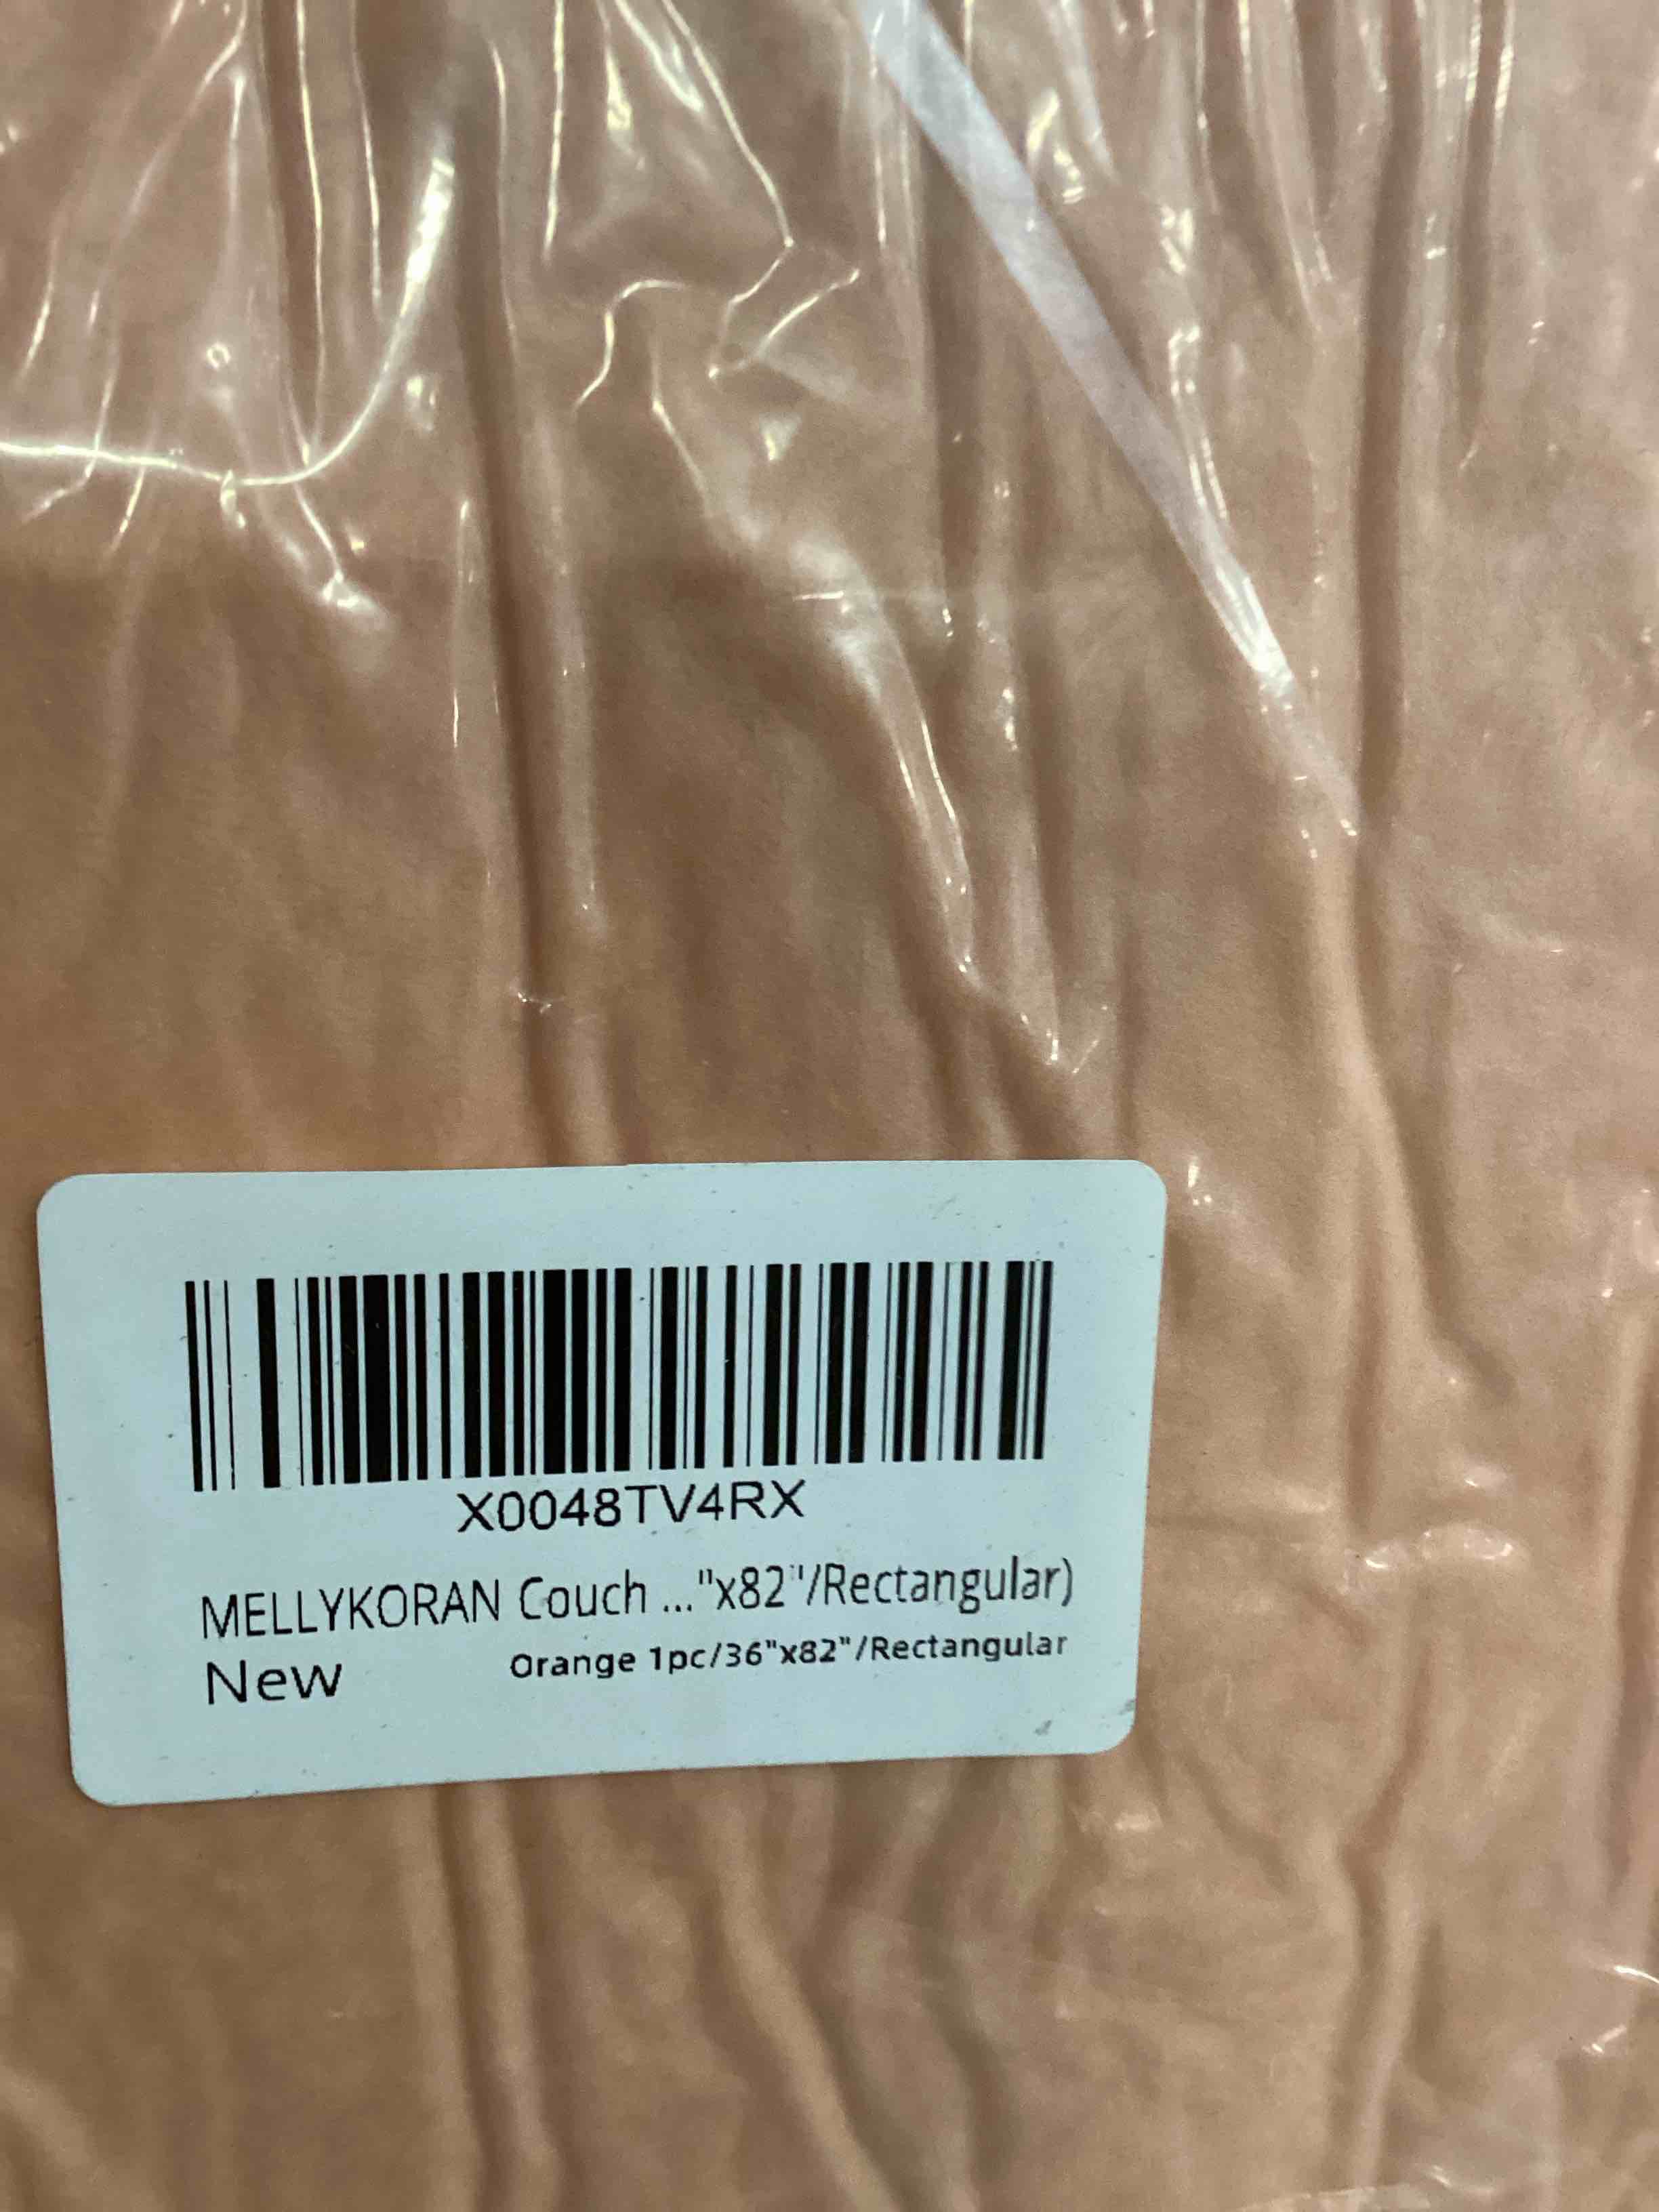 X0048TV4RX
MELLYKORAN Couch ..."x82"/Rectangular)
New
Orange 1pc/36"x82"/Rectangular